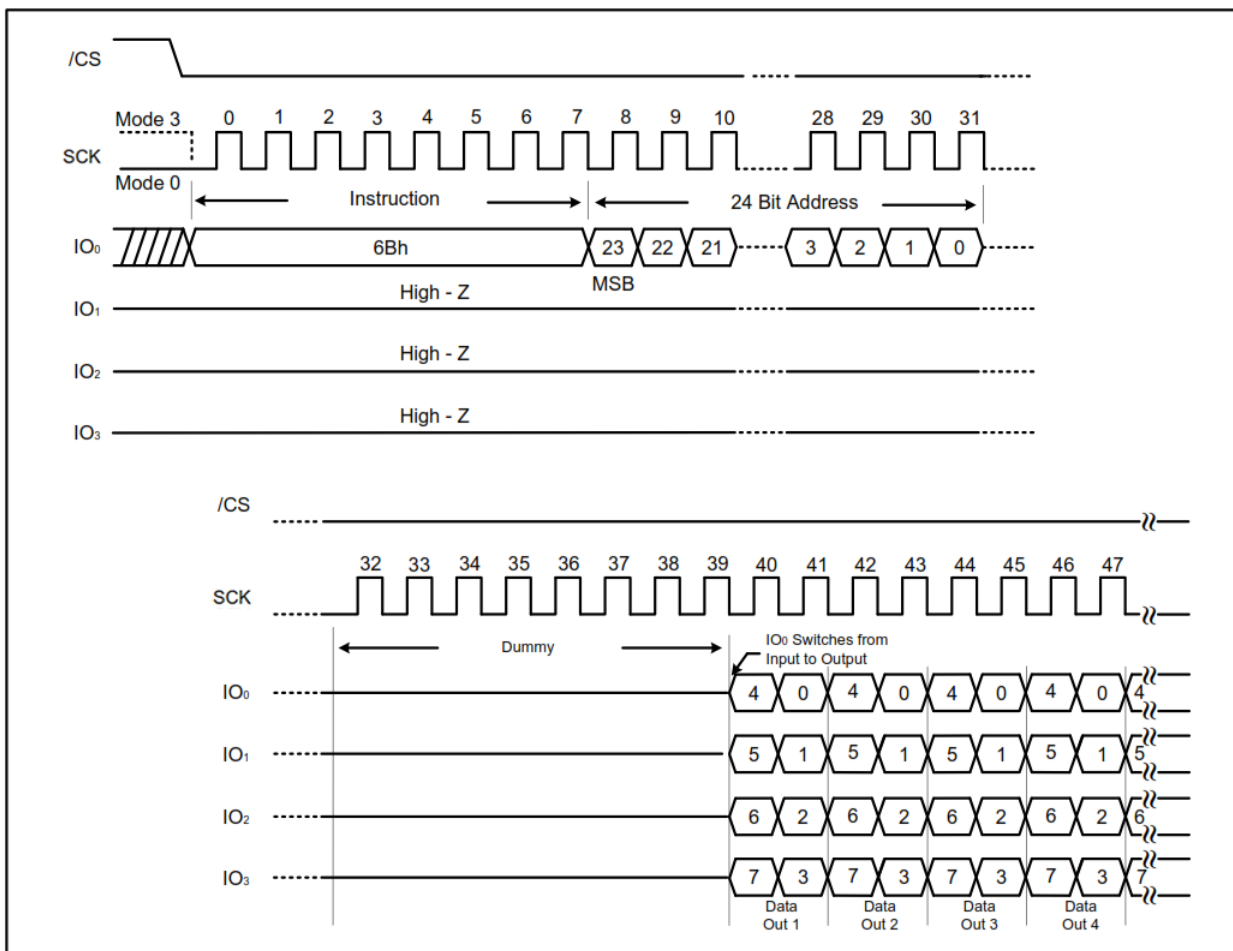 /CS
Mode 3 0 1 2 3 4 5 6 7 8 9 10 28 29 30 31
SCK
Mode 0
Instruction 24 Bit Address
IO₀ 6Bh 23 22 21 3 2 1 0
MSB
High - Z
IO₁
High - Z
IO₂
High - Z
IO₃
/CS
32 33 34 35 36 37 38 39 40 41 42 43 44 45 46 47
SCK
Dummy
IO₀ Switches from
Input to Output
IO₀ 4 0 4 0 4 0 4 0 4
IO₁ 5 1 5 1 5 1 5 1 5
IO₂ 6 2 6 2 6 2 6 2 6
IO₃ 7 3 7 3 7 3 7 3 7
Data Data Data Data
Out 1 Out 2 Out 3 Out 4